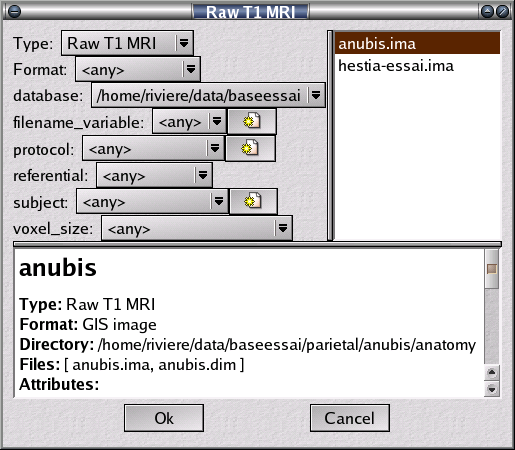 Raw T1 MRI
Type: Raw T1 MRI
Format: <any>
database: /home/riviere/data/baseessai
filename_variable: <any>
protocol: <any>
referential: <any>
subject: <any>
voxel_size: <any>
anubis.ima
hestia-essai.ima
anubis
Type: Raw T1 MRI
Format: GIS image
Directory: /home/riviere/data/baseessai/parietal/anubis/anatomy
Files: [ anubis.ima, anubis.dim ]
Attributes:
Ok
Cancel